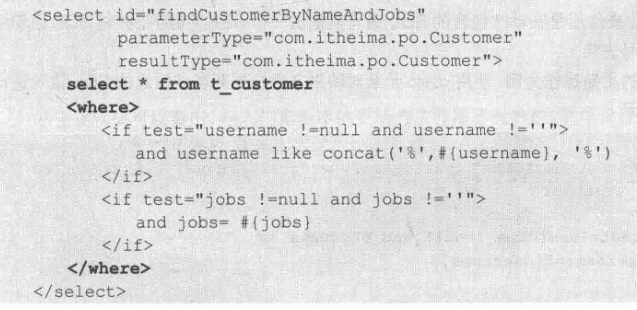 <select id="findCustomerByNameAndJobs"
parameterType="com.itheima.po.Customer"
resultType="com.itheima.po.Customer">
select * from t_customer
<where>
<if test="username !=null and username !=''">
and username like concat('%',#{username}, '%')
</if>
<if test="jobs !=null and jobs !=''">
and jobs= #{jobs}
</if>
</where>
</select>